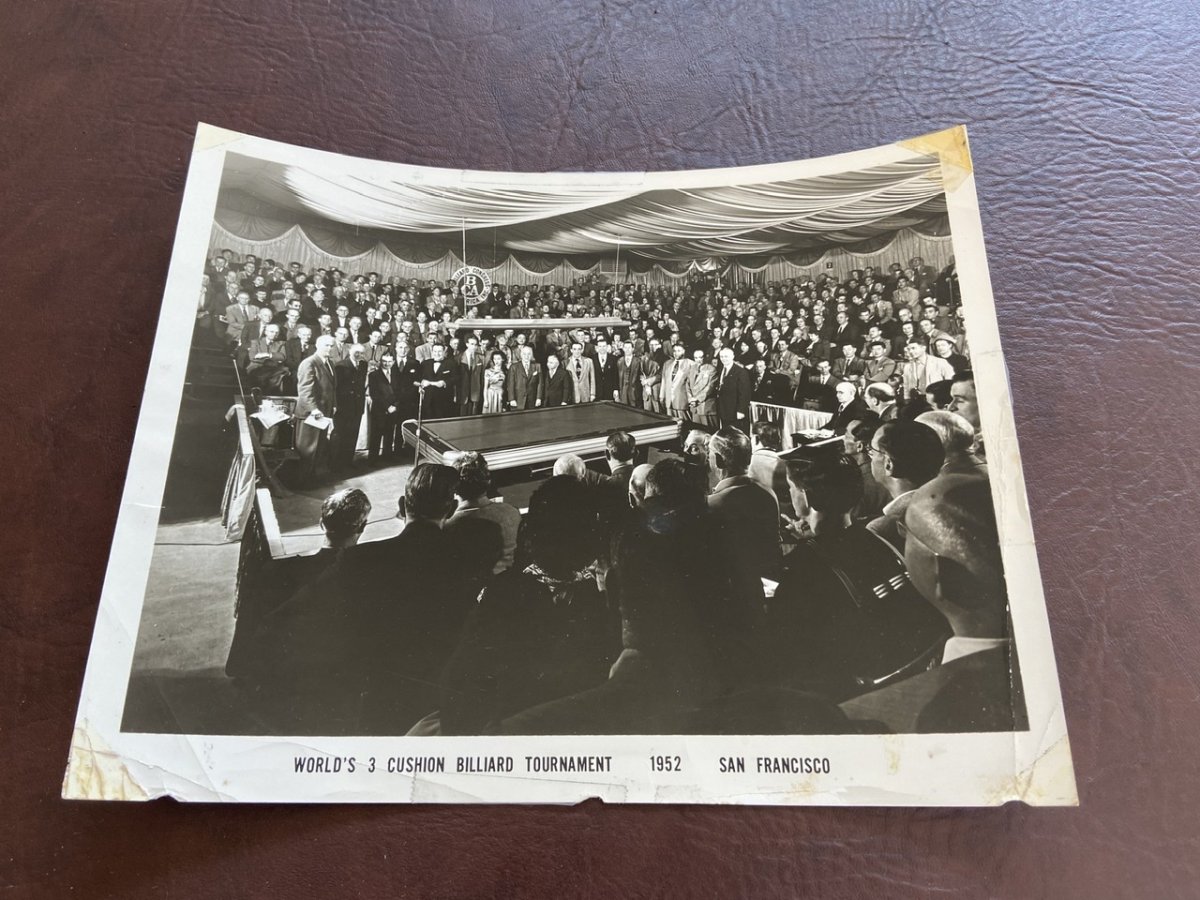 WORLD'S 3 CUSHION BILLIARD TOURNAMENT 1952 SAN FRANCISCO